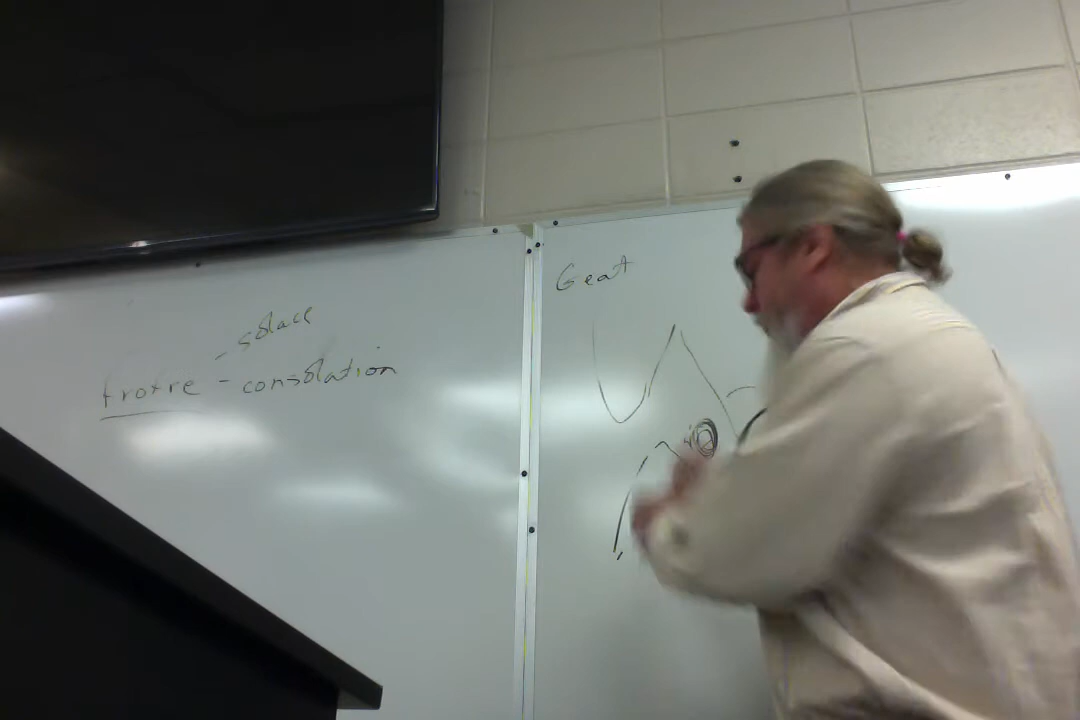 - solace
frofre - consolation
Geat